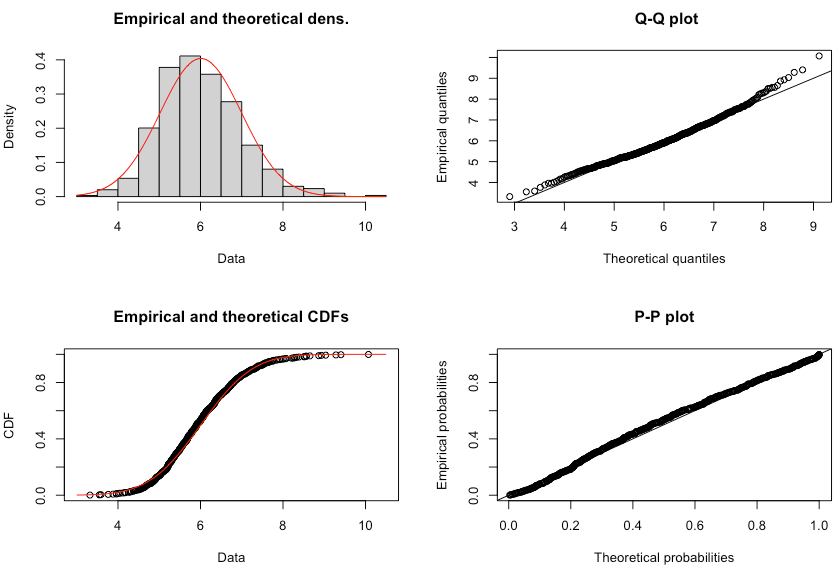 Empirical and theoretical dens.
Density
0.0 0.1 0.2 0.3 0.4
4 6 8 10
Data
Q-Q plot
Empirical quantiles
4 5 6 7 8 9
3 4 5 6 7 8 9
Theoretical quantiles
Empirical and theoretical CDFs
CDF
0.0 0.4 0.8
4 6 8 10
Data
P-P plot
Empirical probabilities
0.0 0.4 0.8
0.0 0.2 0.4 0.6 0.8 1.0
Theoretical probabilities